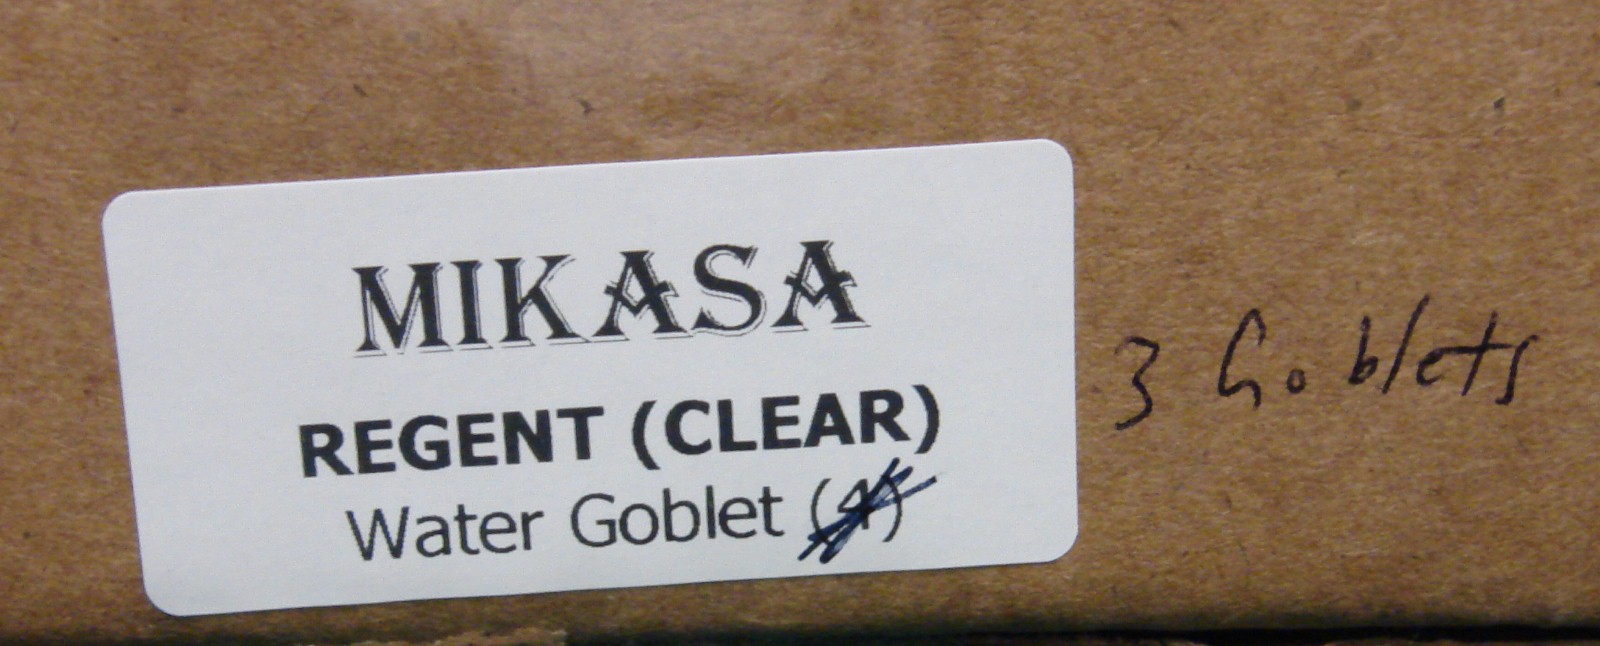 MIKASA
REGENT (CLEAR)
Water Goblet (4)
3 Goblets